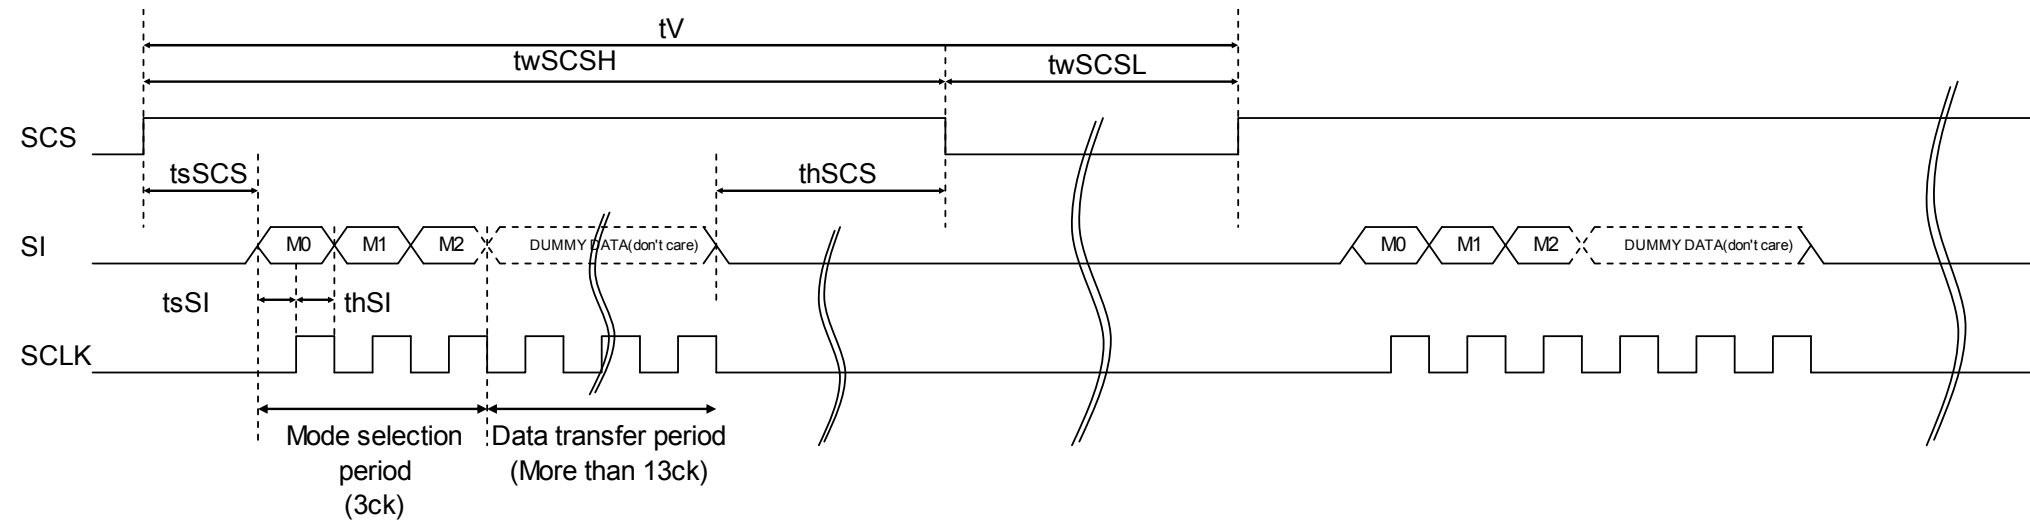 tV
twSCSH
twSCSL
SCS
tsSCS
thSCS
SI
M0
M1
M2
DUMMY DATA(don't care)
M0
M1
M2
DUMMY DATA(don't care)
tsSI
thSI
SCLK
Mode selection
period
(3ck)
Data transfer period
(More than 13ck)